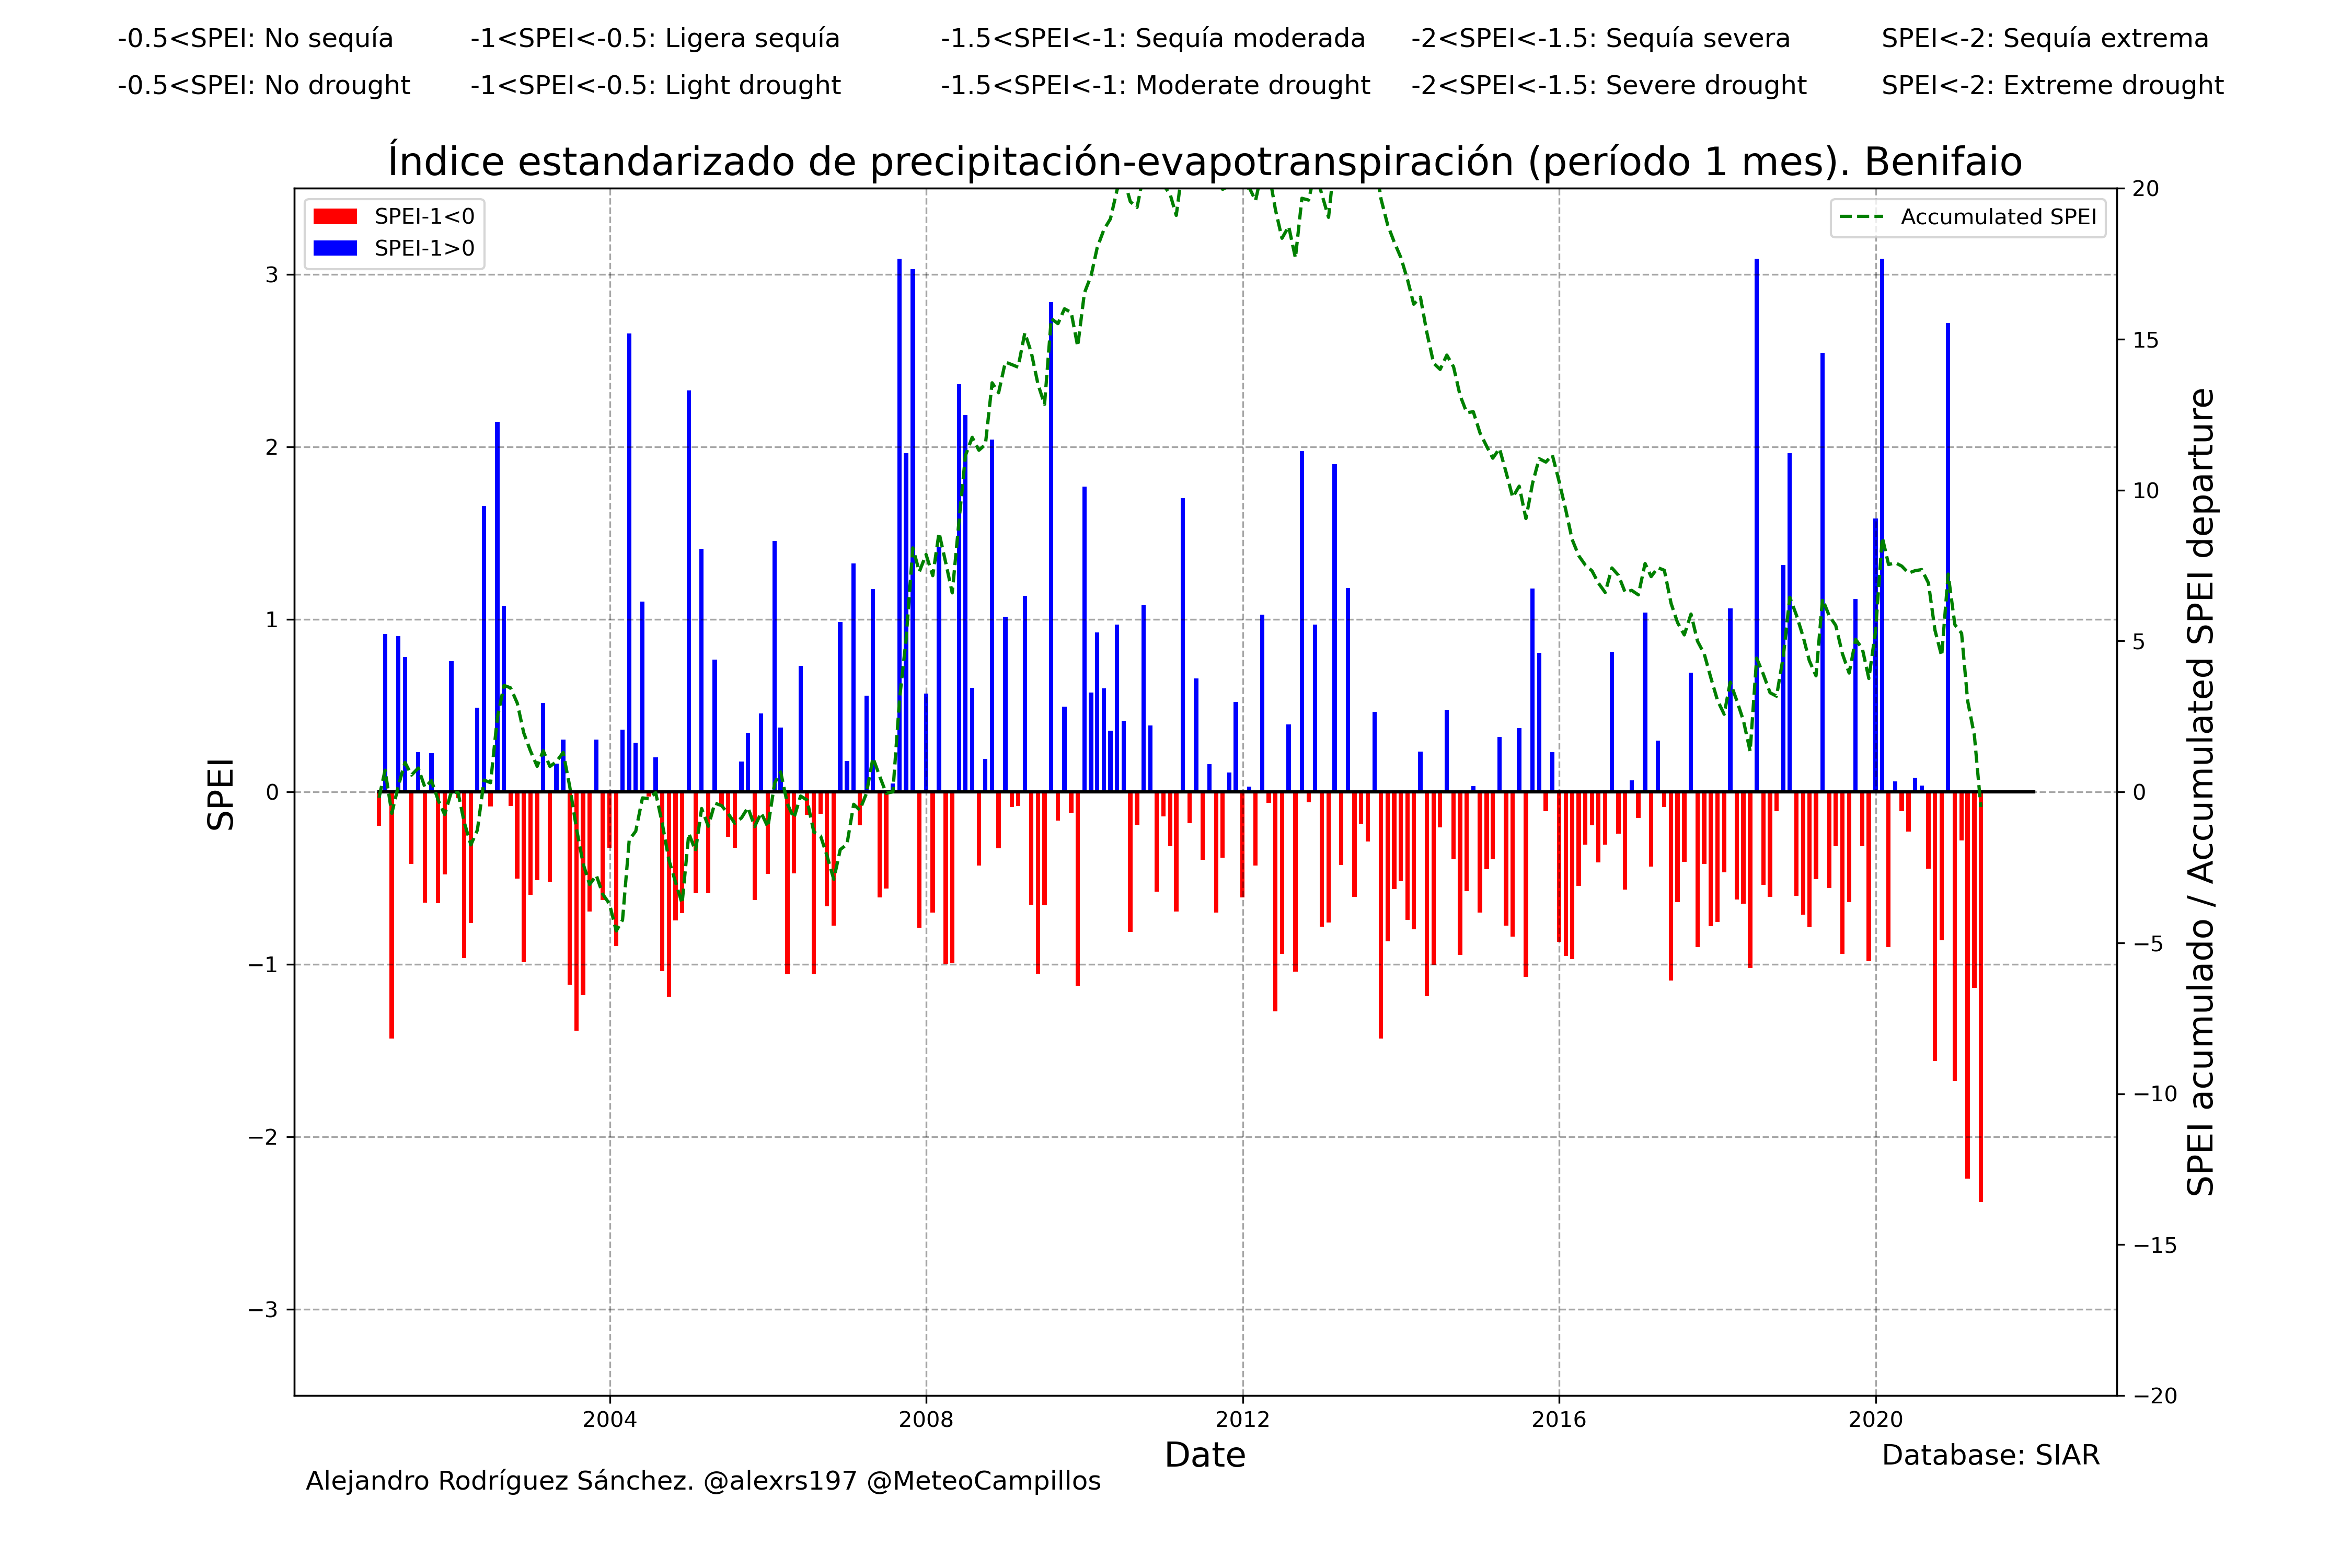 -0.5<SPEI: No sequía -1<SPEI<-0.5: Ligera sequía -1.5<SPEI<-1: Sequía moderada -2<SPEI<-1.5: Sequía severa SPEI<-2: Sequía extrema
-0.5<SPEI: No drought -1<SPEI<-0.5: Light drought -1.5<SPEI<-1: Moderate drought -2<SPEI<-1.5: Severe drought SPEI<-2: Extreme drought
Índice estandarizado de precipitación-evapotranspiración (período 1 mes). Benifaio
SPEI-1<0
SPEI-1>0
Accumulated SPEI
SPEI
3
2
1
0
−1
−2
−3
20
15
10
5
0
−5
−10
−15
−20
SPEI acumulado / Accumulated SPEI departure
2004 2008 2012 2016 2020
Date
Database: SIAR
Alejandro Rodríguez Sánchez. @alexrs197 @MeteoCampillos